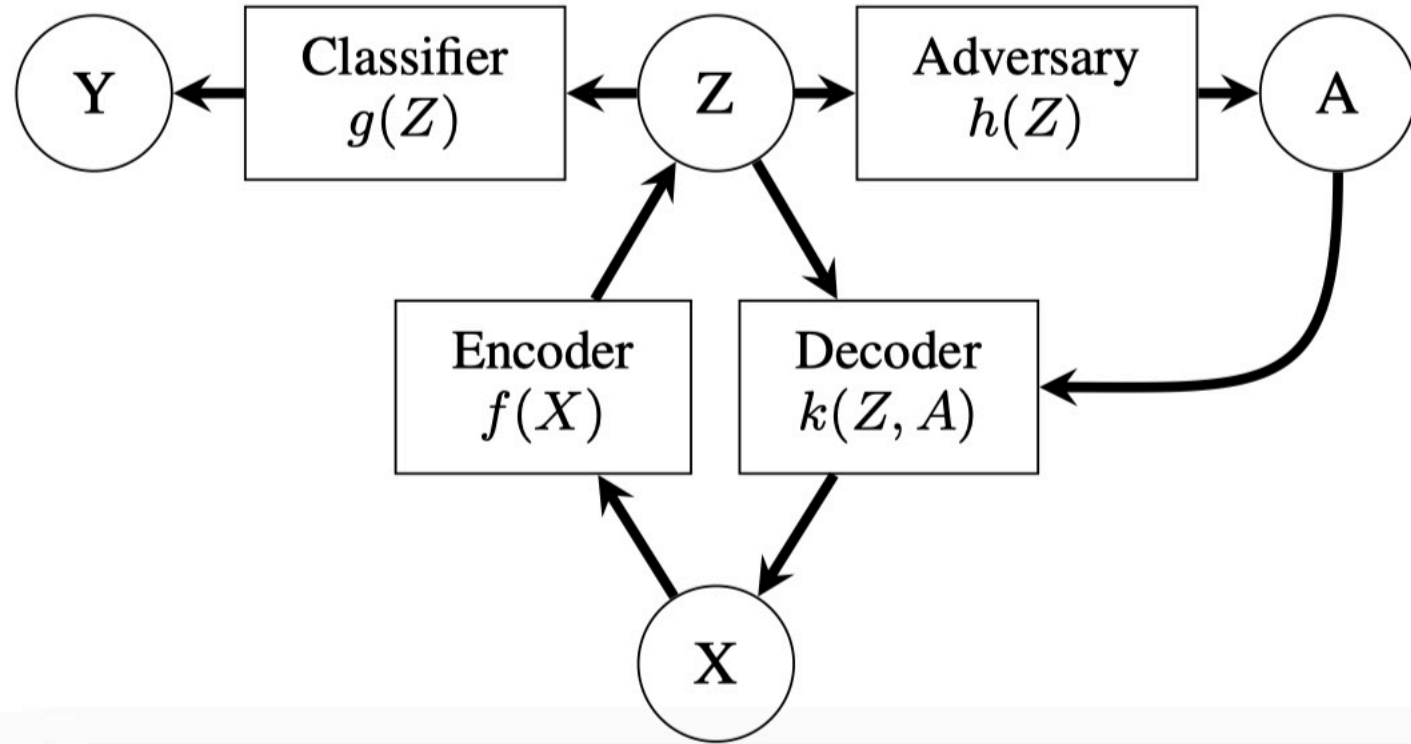 Y
Classifier
g(Z)
Z
Adversary
h(Z)
A
Encoder
f(X)
Decoder
k(Z, A)
X